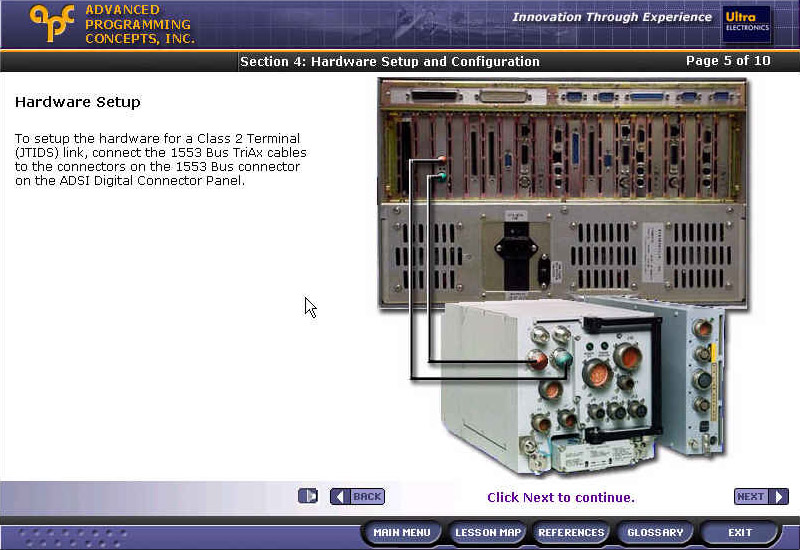 apc
ADVANCED
PROGRAMMING
CONCEPTS, INC.
Innovation Through Experience
Ultra
ELECTRONICS
Section 4: Hardware Setup and Configuration
Page 5 of 10
Hardware Setup
To setup the hardware for a Class 2 Terminal
(JTIDS) link, connect the 1553 Bus TriAx cables
to the connectors on the 1553 Bus connector
on the ADSI Digital Connector Panel.
BACK
Click Next to continue.
NEXT
MAIN MENU
LESSON MAP
REFERENCES
GLOSSARY
EXIT